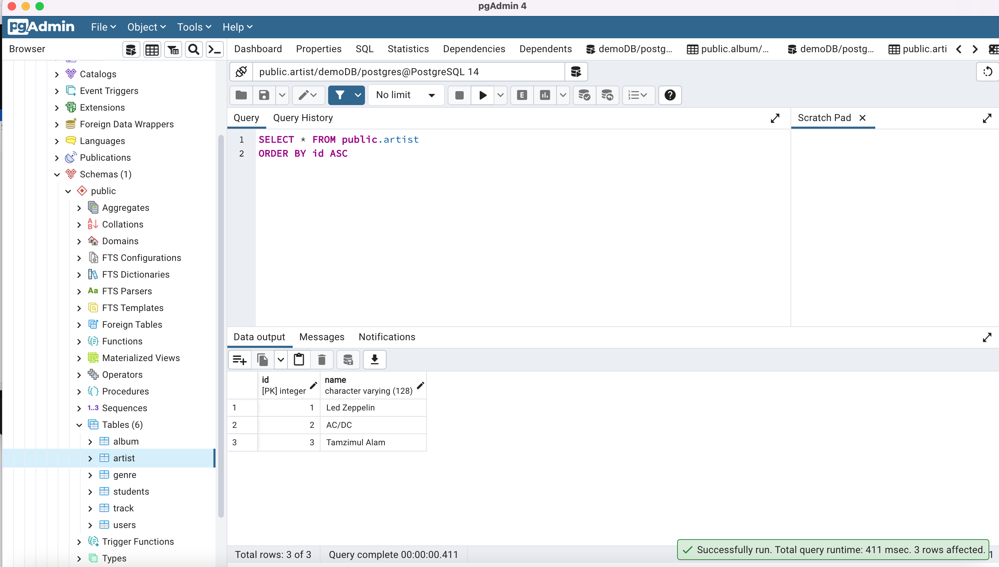 pgAdmin 4
pgAdmin File Object Tools Help
Browser
Dashboard Properties SQL Statistics Dependencies Dependents demoDB/postg... public.album/... demoDB/postg... public.arti
Catalogs
Event Triggers
Extensions
Foreign Data Wrappers
Languages
Publications
Schemas (1)
public
Aggregates
Collations
Domains
FTS Configurations
FTS Dictionaries
Aa FTS Parsers
FTS Templates
Foreign Tables
Functions
Materialized Views
Operators
Procedures
1..3 Sequences
Tables (6)
album
artist
genre
students
track
users
Trigger Functions
Types
public.artist/demoDB/postgres@PostgreSQL 14
No limit
E
Query Query History
Scratch Pad
1 SELECT * FROM public.artist
2 ORDER BY id ASC
Data output Messages Notifications
id name
[PK] integer character varying (128)
1 1 Led Zeppelin
2 2 AC/DC
3 3 Tamzimul Alam
Total rows: 3 of 3 Query complete 00:00:00.411
Successfully run. Total query runtime: 411 msec. 3 rows affected.